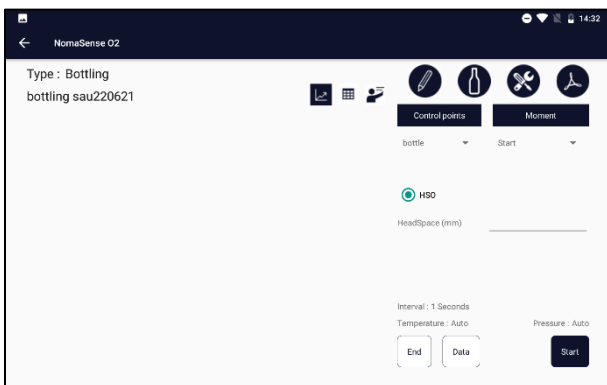 14:32
NomaSense O2
Type : Bottling
bottling sau220621
Control points
Moment
bottle
Start
HSO
HeadSpace (mm)
Interval : 1 Seconds
Temperature : Auto
Pressure : Auto
End
Data
Start